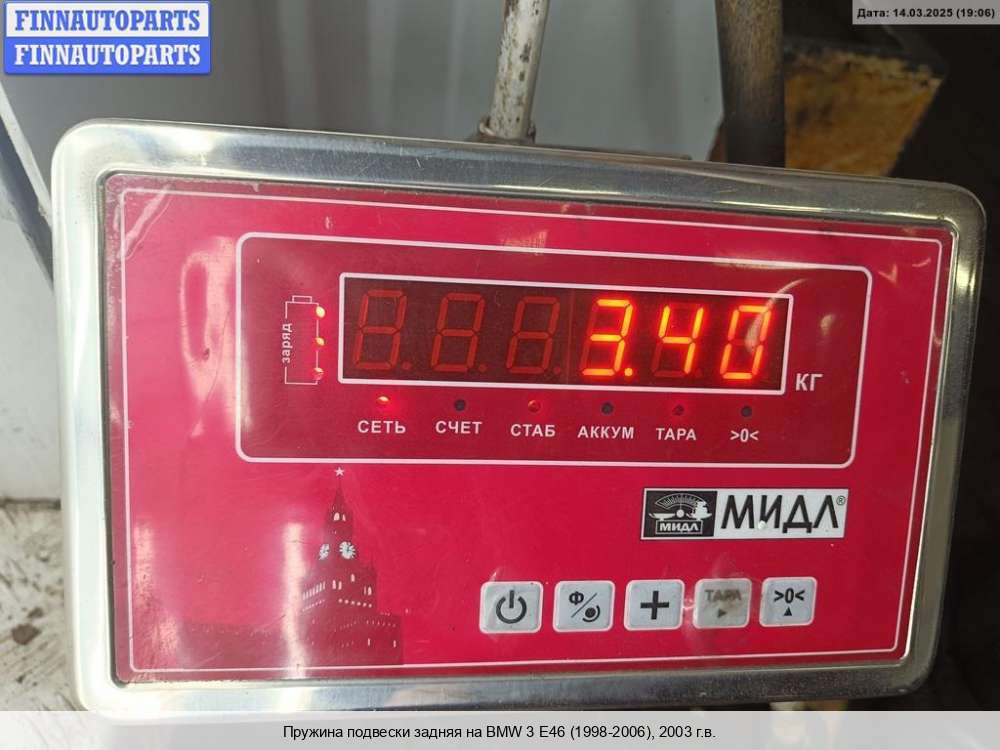 FINNAUTOPARTS
FINNAUTOPARTS
Дата: 14.03.2025 (19:06)
заряд
3.40
КГ
СЕТЬ СЧЕТ СТАБ АККУМ ТАРА >0<
МИДЛ МИДЛ®
Ф ТАРА >0<
Пружина подвески задняя на BMW 3 E46 (1998-2006), 2003 г.в.